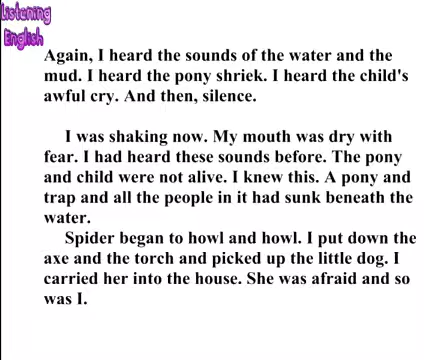 Listening
English
Again, I heard the sounds of the water and the
mud. I heard the pony shriek. I heard the child's
awful cry. And then, silence.
I was shaking now. My mouth was dry with
fear. I had heard these sounds before. The pony
and child were not alive. I knew this. A pony and
trap and all the people in it had sunk beneath the
water.
Spider began to howl and howl. I put down the
axe and the torch and picked up the little dog. I
carried her into the house. She was afraid and so
was I.